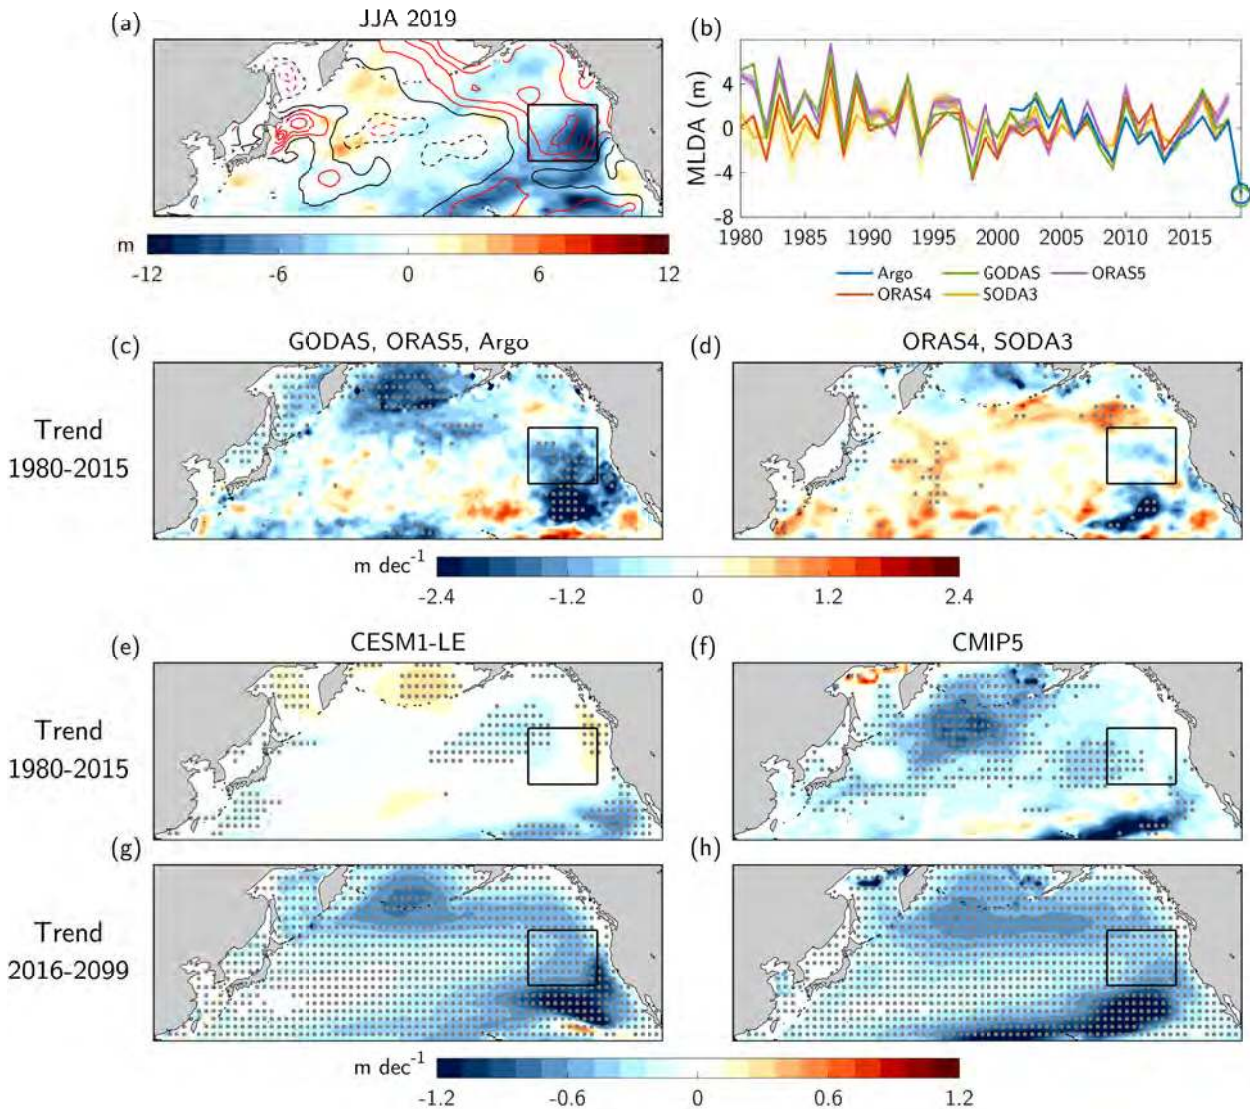 (a) JJA 2019
m
-12 -6 0 6 12
(b)
MLDA (m)
4
0
-4
-8
1980 1985 1990 1995 2000 2005 2010 2015
Argo GODAS ORAS5
ORAS4 SODA3
(c) GODAS, ORAS5, Argo
(d) ORAS4, SODA3
Trend
1980-2015
m dec⁻¹
-2.4 -1.2 0 1.2 2.4
(e) CESM1-LE
(f) CMIP5
Trend
1980-2015
(g)
(h)
Trend
2016-2099
m dec⁻¹
-1.2 -0.6 0 0.6 1.2